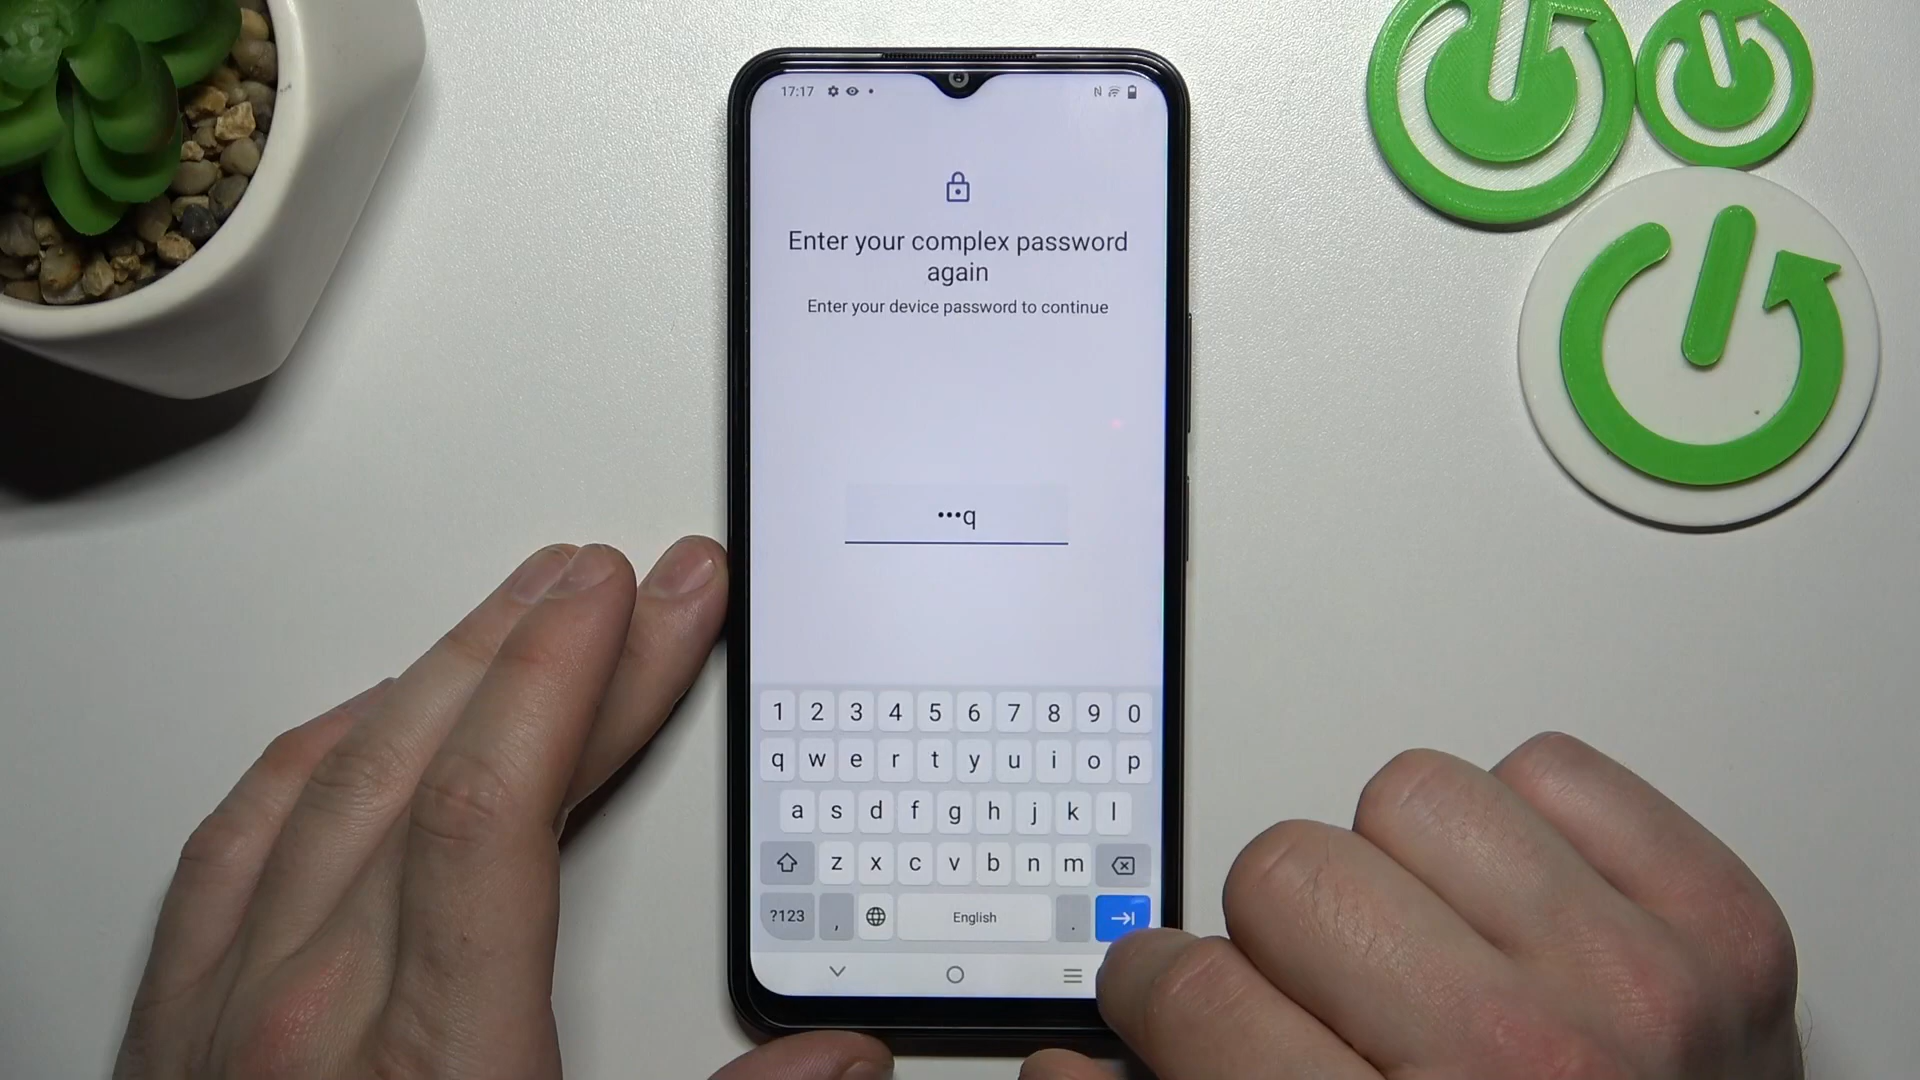 17:17
Enter your complex password
again
Enter your device password to continue
•••q
1 2 3 4 5 6 7 8 9 0
q w e r t y u i o p
a s d f g h j k l
z x c v b n m
?123 , English .